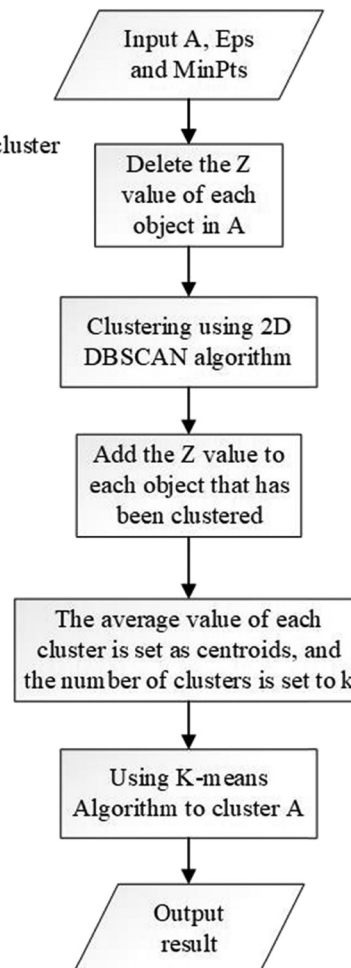 Input A, Eps
and MinPts
cluster
Delete the Z
value of each
object in A
Clustering using 2D
DBSCAN algorithm
Add the Z value to
each object that has
been clustered
The average value of each
cluster is set as centroids, and
the number of clusters is set to k
Using K-means
Algorithm to cluster A
Output
result